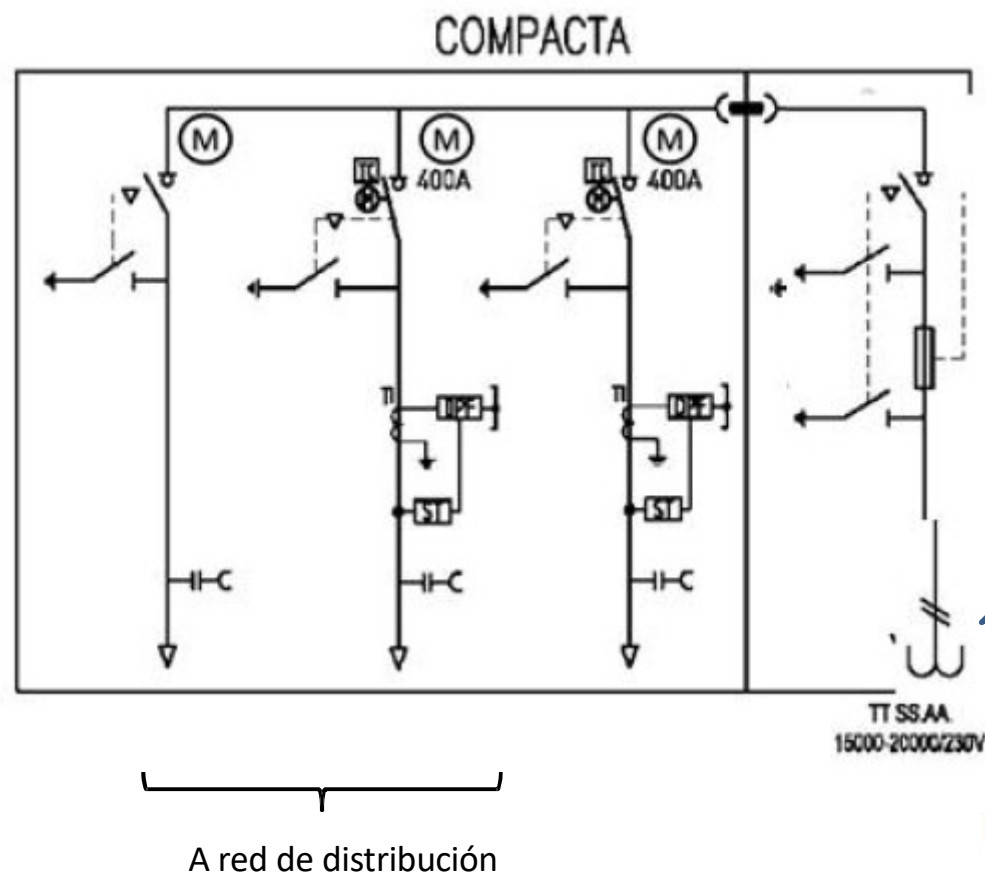 COMPACTA
M
M
M
400A
400A
TC
TC
M
M
TI
TI
DPF
DPF
ST
ST
C
C
C
TT SS.AA.
15000-20000/230V
A red de distribución